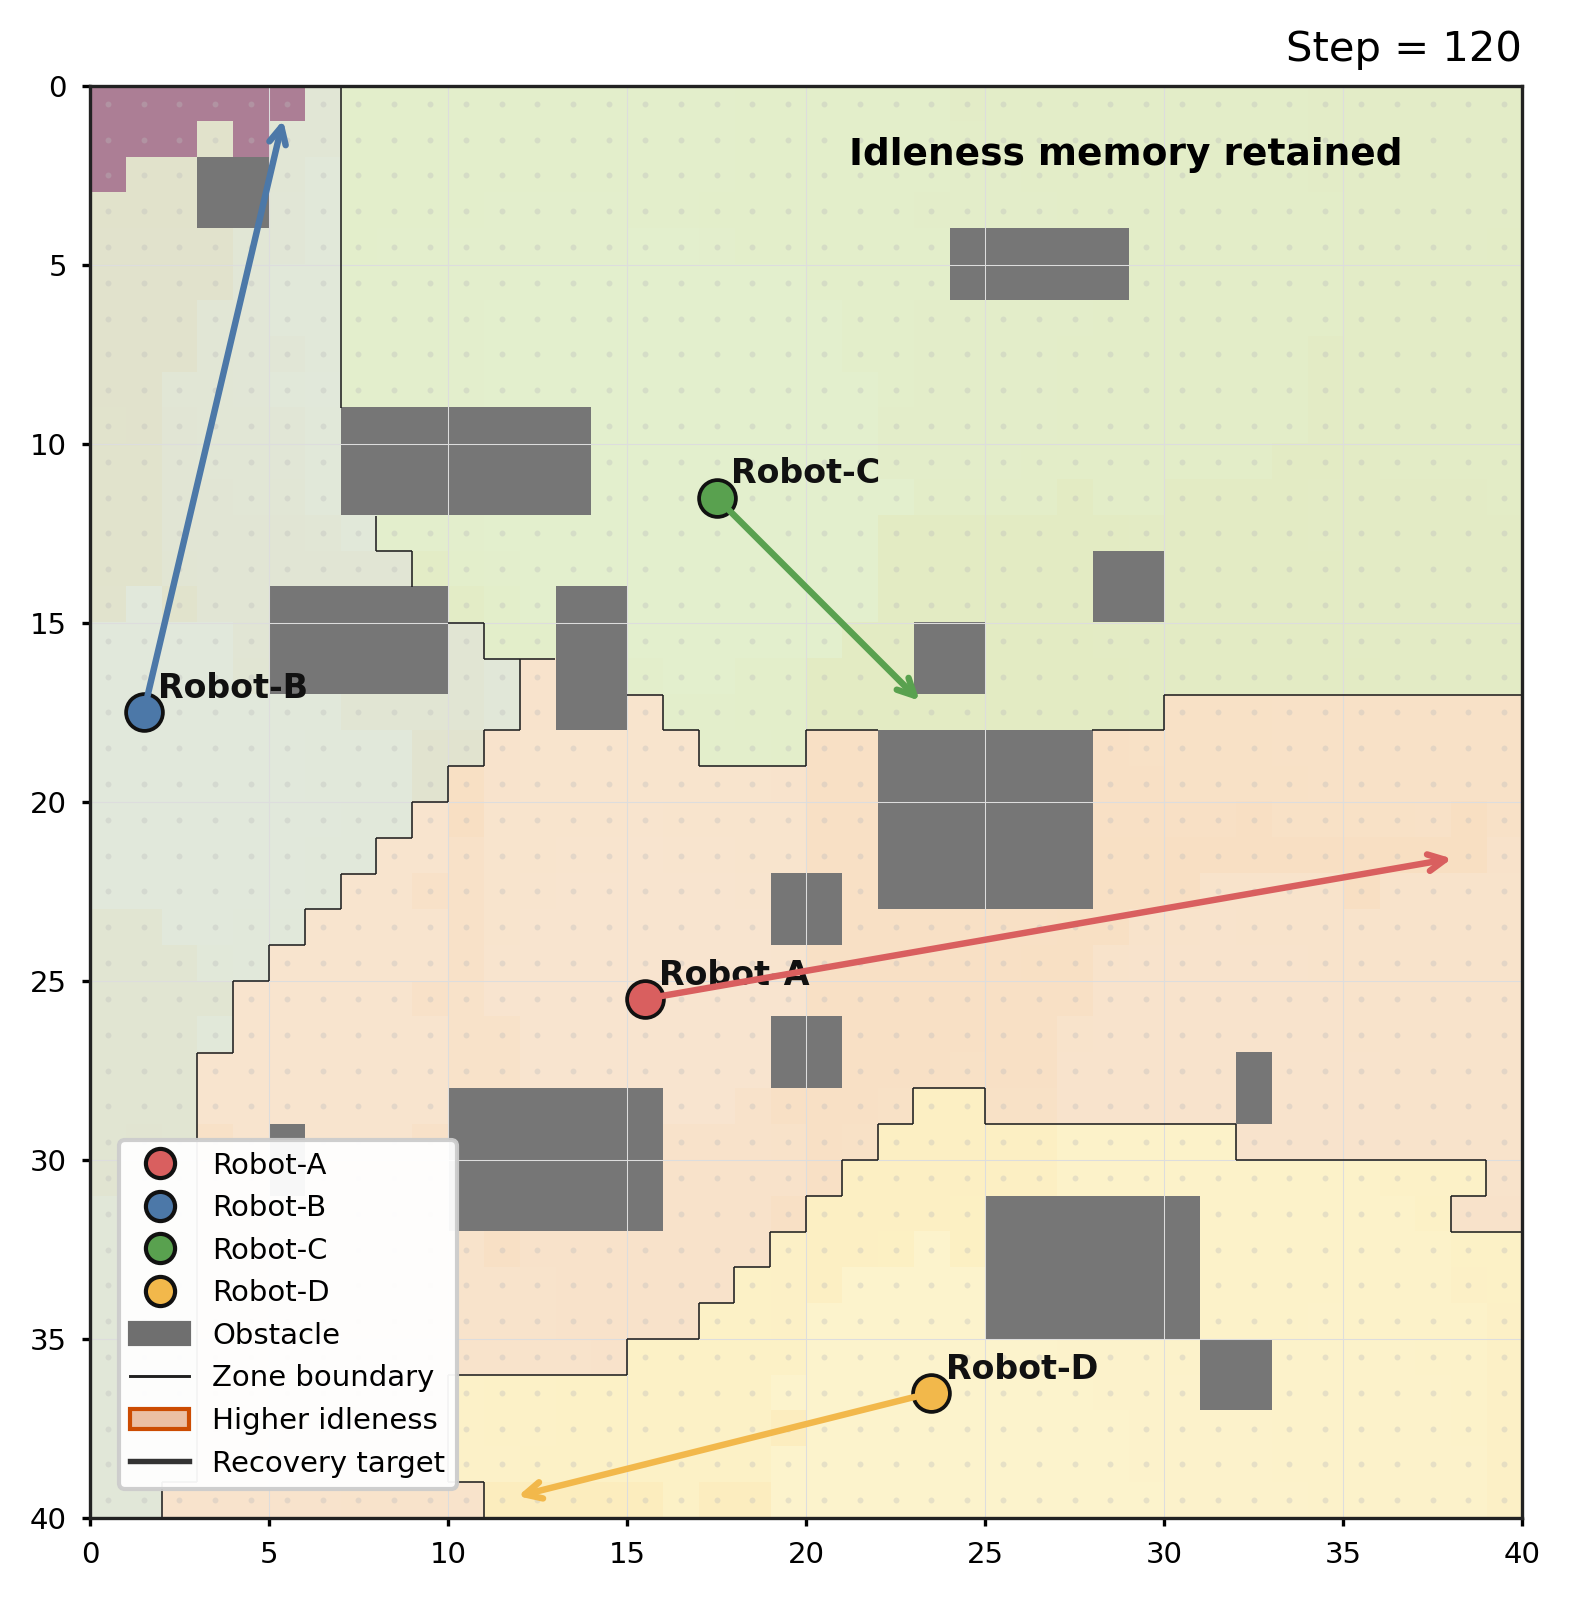 Step = 120
0
Idleness memory retained
5
10
Robot-C
15
Robot-B
20
25
Robot-A
30
Robot-A
Robot-B
Robot-C
Robot-D
Obstacle
35
Robot-D
Zone boundary
Higher idleness
Recovery target
40
0 5 10 15 20 25 30 35 40